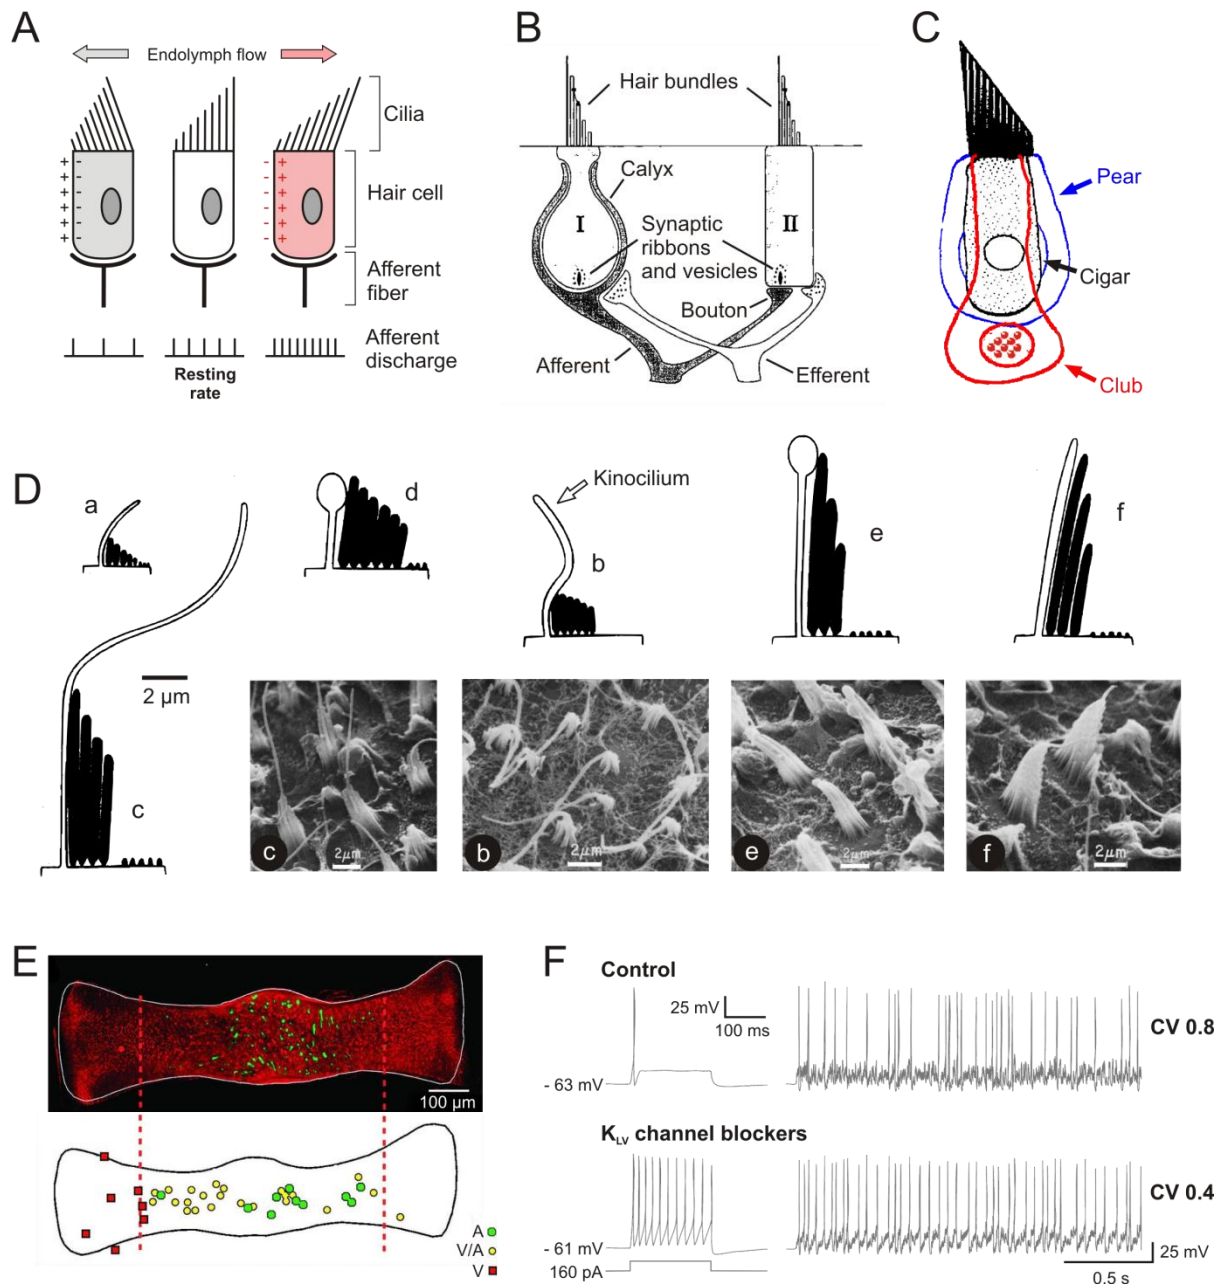 A
Endolymph flow
Cilia
Hair cell
Afferent
fiber
Afferent
discharge
Resting
rate
B
Hair bundles
Calyx
I
II
Synaptic
ribbons
and vesicles
Bouton
Afferent
Efferent
C
Pear
Cigar
Club
D
a
d
Kinocilium
b
e
f
2 µm
c
c
2µm
b
2µm
e
2µm
f
2µm
E
100 µm
A
V/A
V
F
Control
25 mV
100 ms
- 63 mV
CV 0.8
KLV channel blockers
- 61 mV
160 pA
CV 0.4
25 mV
0.5 s